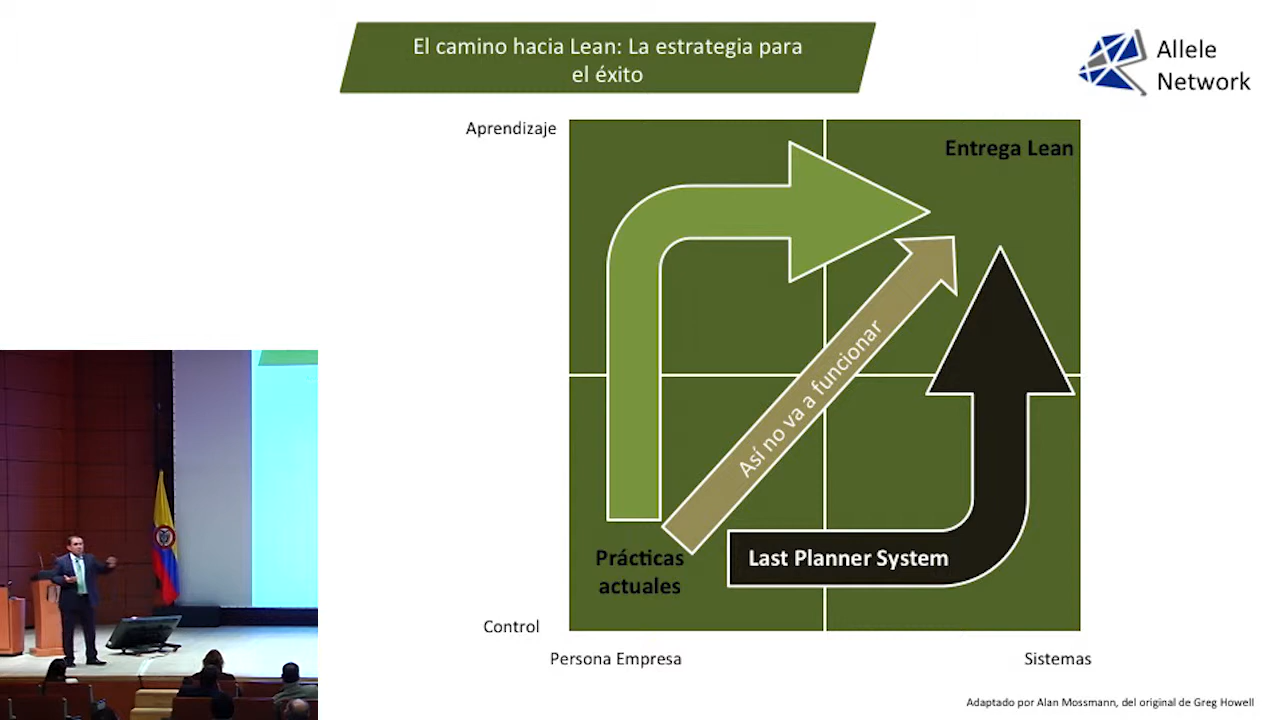 El camino hacia Lean: La estrategia para
el éxito
Allele
Network
Aprendizaje
Entrega Lean
Así no va a funcionar
Prácticas
actuales
Last Planner System
Control
Persona Empresa
Sistemas
Adaptado por Alan Mossmann, del original de Greg Howell